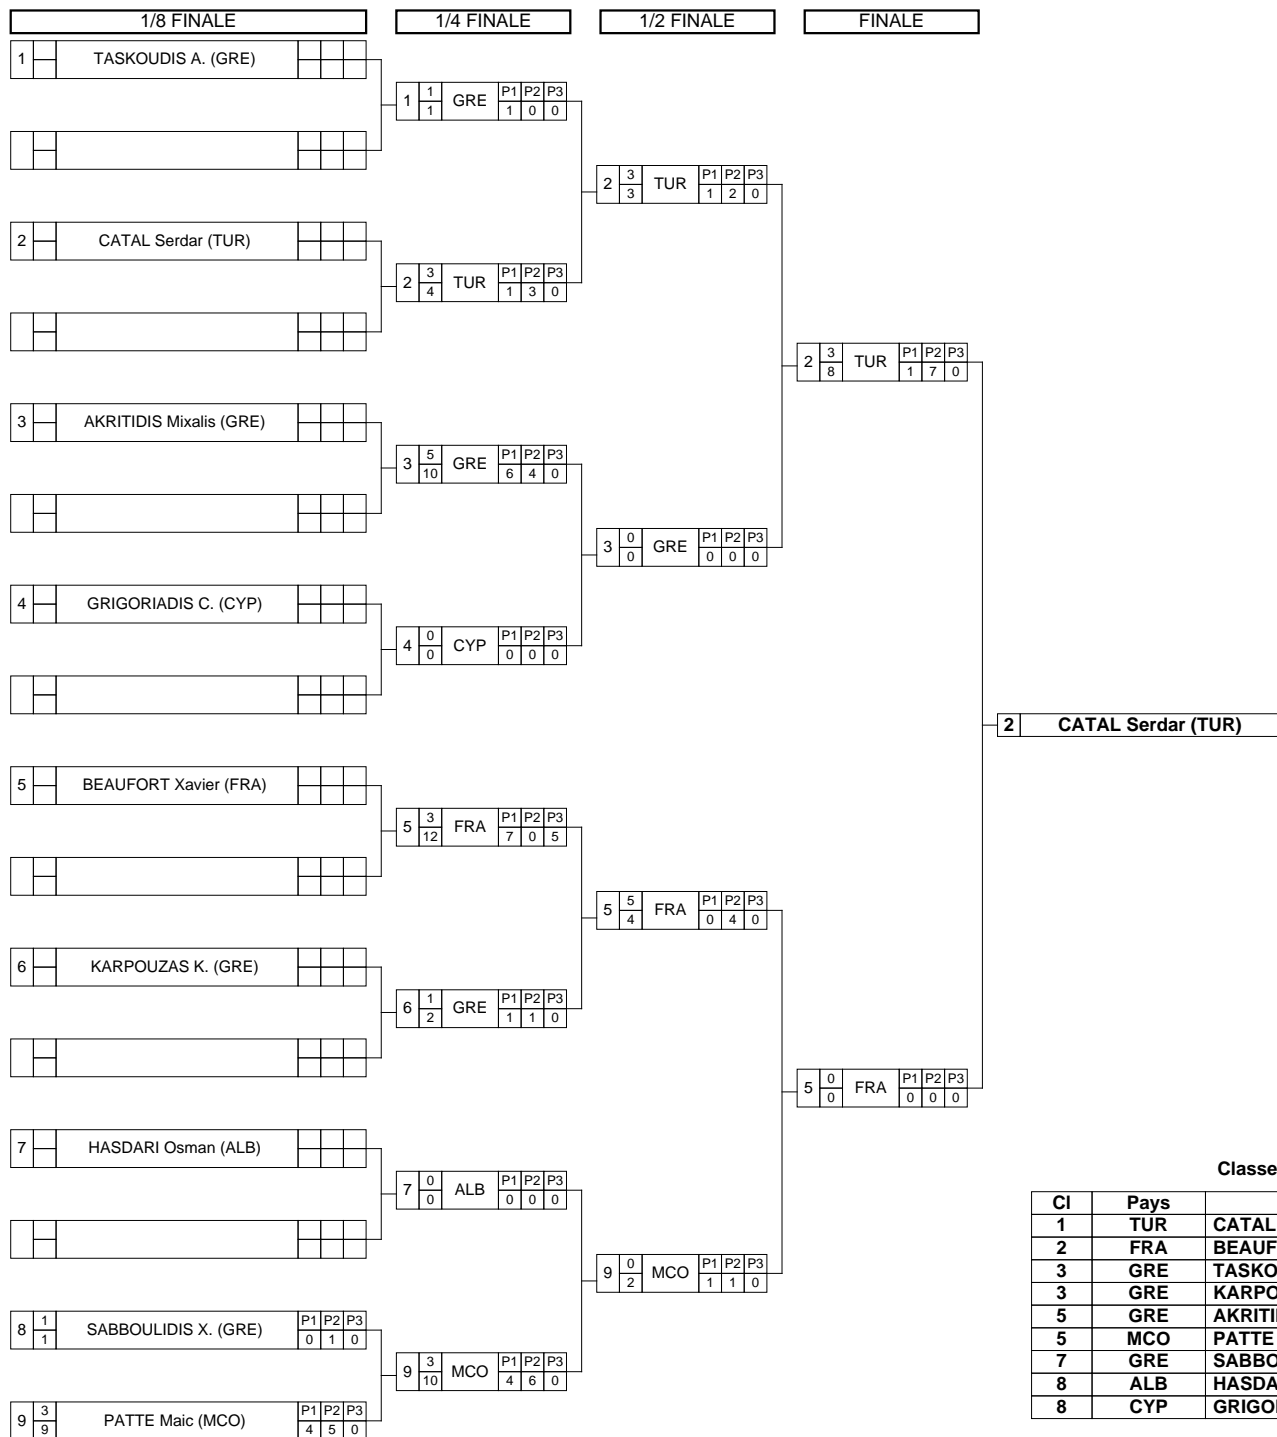 1/8 FINALE 1/4 FINALE 1/2 FINALE FINALE
1 TASKOUDIS A. (GRE)
1 1 GRE P1 P2 P3
1 1 0 0
2 3 TUR P1 P2 P3
3 1 2 0
2 CATAL Serdar (TUR)
2 3 TUR P1 P2 P3
4 1 3 0
2 3 TUR P1 P2 P3
8 1 7 0
3 AKRITIDIS Mixalis (GRE)
3 5 GRE P1 P2 P3
10 6 4 0
3 0 GRE P1 P2 P3
0 0 0 0
4 GRIGORIADIS C. (CYP)
4 0 CYP P1 P2 P3
0 0 0 0
2 CATAL Serdar (TUR)
5 BEAUFORT Xavier (FRA)
5 3 FRA P1 P2 P3
12 7 0 5
5 5 FRA P1 P2 P3
4 0 4 0
6 KARPOUZAS K. (GRE)
6 1 GRE P1 P2 P3
2 1 1 0
5 0 FRA P1 P2 P3
0 0 0 0
7 HASDARI Osman (ALB)
7 0 ALB P1 P2 P3
0 0 0 0
9 0 MCO P1 P2 P3
2 1 1 0
8 1 SABBOULIDIS X. (GRE) P1 P2 P3
1 0 1 0
9 3 MCO P1 P2 P3
10 4 6 0
9 3 PATTE Maic (MCO) P1 P2 P3
9 4 5 0
Classe
Cl Pays
1 TUR CATAL
2 FRA BEAUF
3 GRE TASKO
3 GRE KARPO
5 GRE AKRITI
5 MCO PATTE
7 GRE SABBO
8 ALB HASDA
8 CYP GRIGO